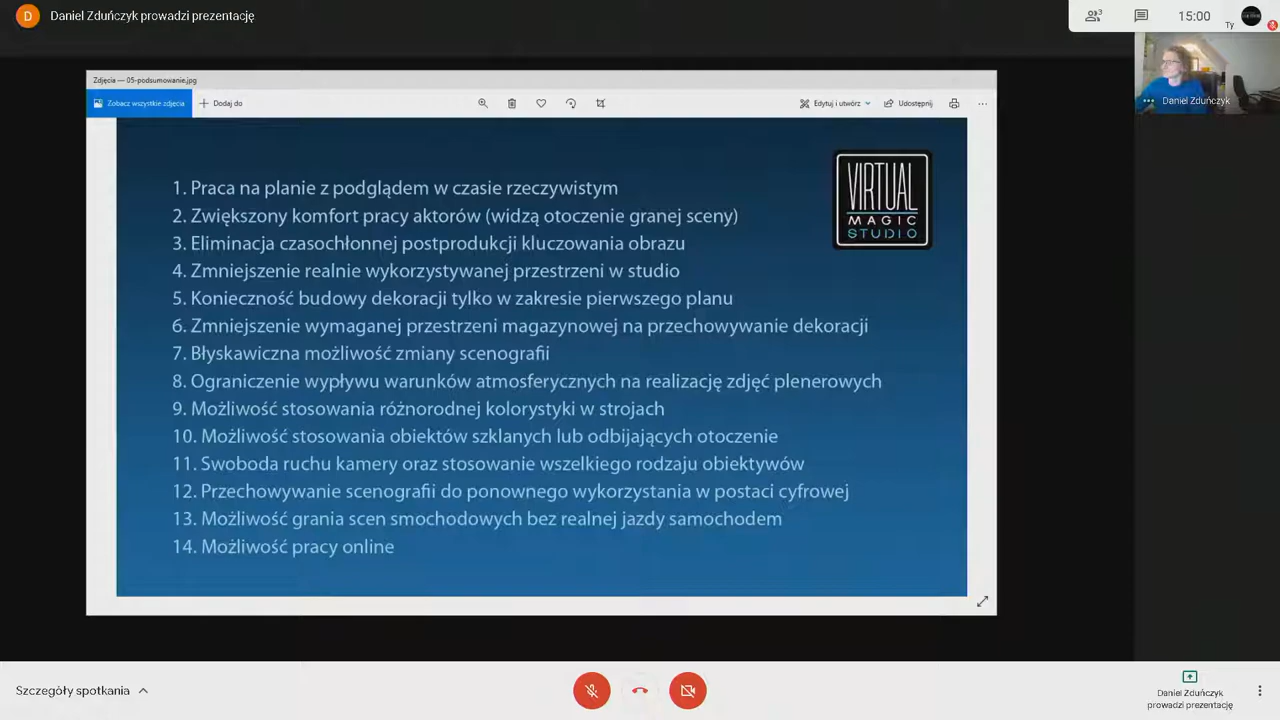 D Daniel Zduńczyk prowadzi prezentację
3
15:00
Ty
Zdjęcia — 05-podsumowanie.jpg
Zobacz wszystkie zdjęcia
Dodaj do
Edytuj i utwórz
Udostępnij
Daniel Zduńczyk
VIRTUAL
MAGIC
STUDIO
1. Praca na planie z podglądem w czasie rzeczywistym
2. Zwiększony komfort pracy aktorów (widzą otoczenie granej sceny)
3. Eliminacja czasochłonnej postprodukcji kluczowania obrazu
4. Zmniejszenie realnie wykorzystywanej przestrzeni w studio
5. Konieczność budowy dekoracji tylko w zakresie pierwszego planu
6. Zmniejszenie wymaganej przestrzeni magazynowej na przechowywanie dekoracji
7. Błyskawiczna możliwość zmiany scenografii
8. Ograniczenie wypływu warunków atmosferycznych na realizację zdjęć plenerowych
9. Możliwość stosowania różnorodnej kolorystyki w strojach
10. Możliwość stosowania obiektów szklanych lub odbijających otoczenie
11. Swoboda ruchu kamery oraz stosowanie wszelkiego rodzaju obiektywów
12. Przechowywanie scenografii do ponownego wykorzystania w postaci cyfrowej
13. Możliwość grania scen smochodowych bez realnej jazdy samochodem
14. Możliwość pracy online
Szczegóły spotkania
Daniel Zduńczyk
prowadzi prezentację